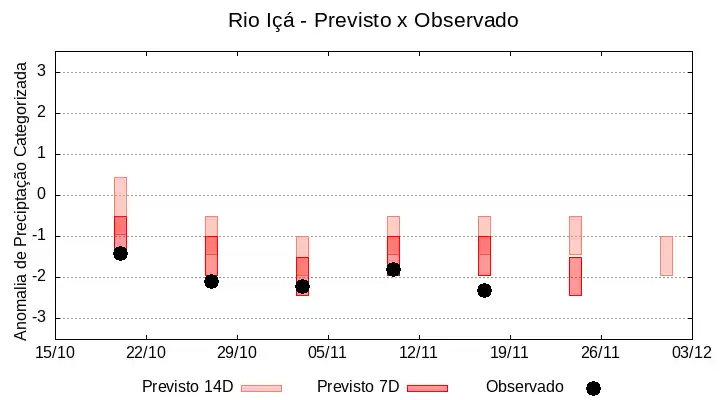 Rio Içá - Previsto x Observado
Anomalia de Preciptação Categorizada
3
2
1
0
-1
-2
-3
15/10 22/10 29/10 05/11 12/11 19/11 26/11 03/12
Previsto 14D Previsto 7D Observado